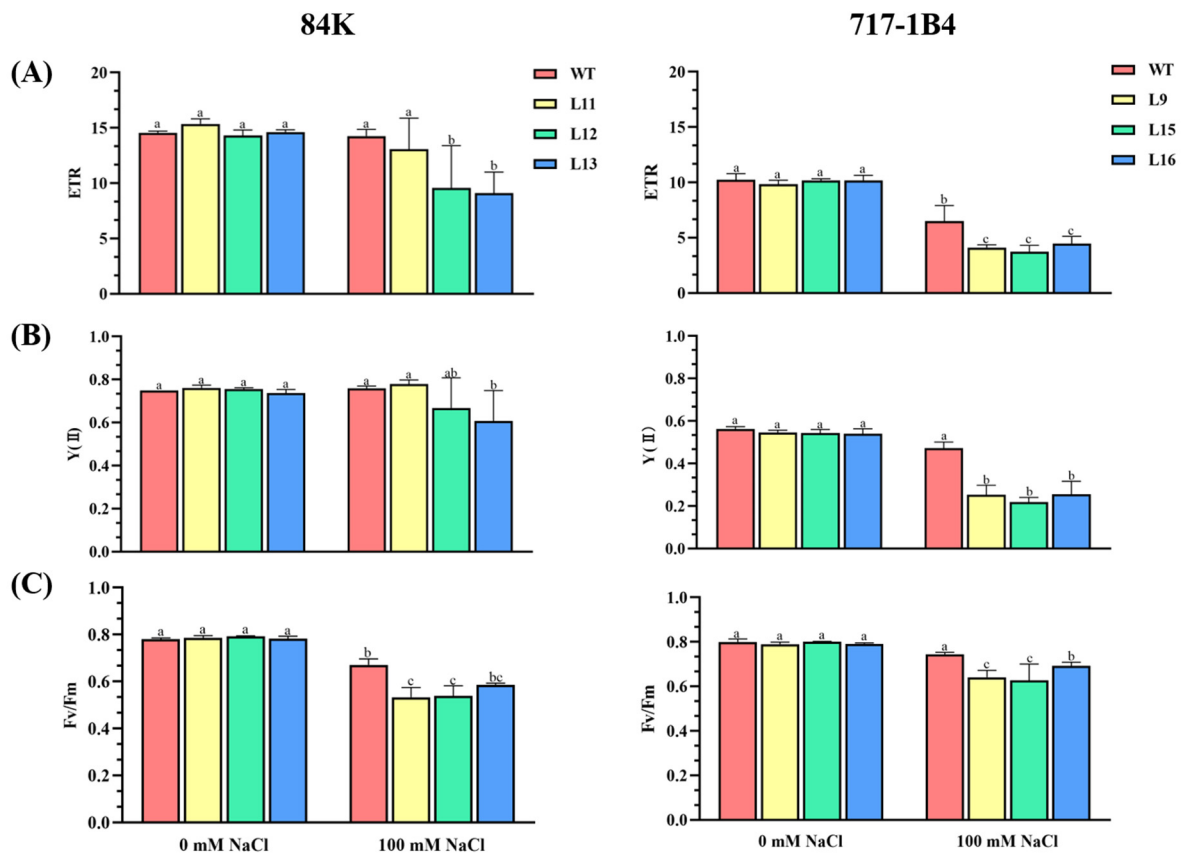 84K
717-1B4
(A)
20
15
10
5
0
ETR
a a a a a a b b
WT
L11
L12
L13
20
15
10
5
0
ETR
a a a a b c c c
WT
L9
L15
L16
(B)
1.0
0.8
0.6
0.4
0.2
0.0
Y(Ⅱ)
a a a a a a ab b
1.0
0.8
0.6
0.4
0.2
0.0
Y(Ⅱ)
a a a a a b b b
(C)
1.0
0.8
0.6
0.4
0.2
0.0
Fv/Fm
a a a a b c c bc
0 mM NaCl 100 mM NaCl
1.0
0.8
0.6
0.4
0.2
0.0
Fv/Fm
a a a a a c c b
0 mM NaCl 100 mM NaCl